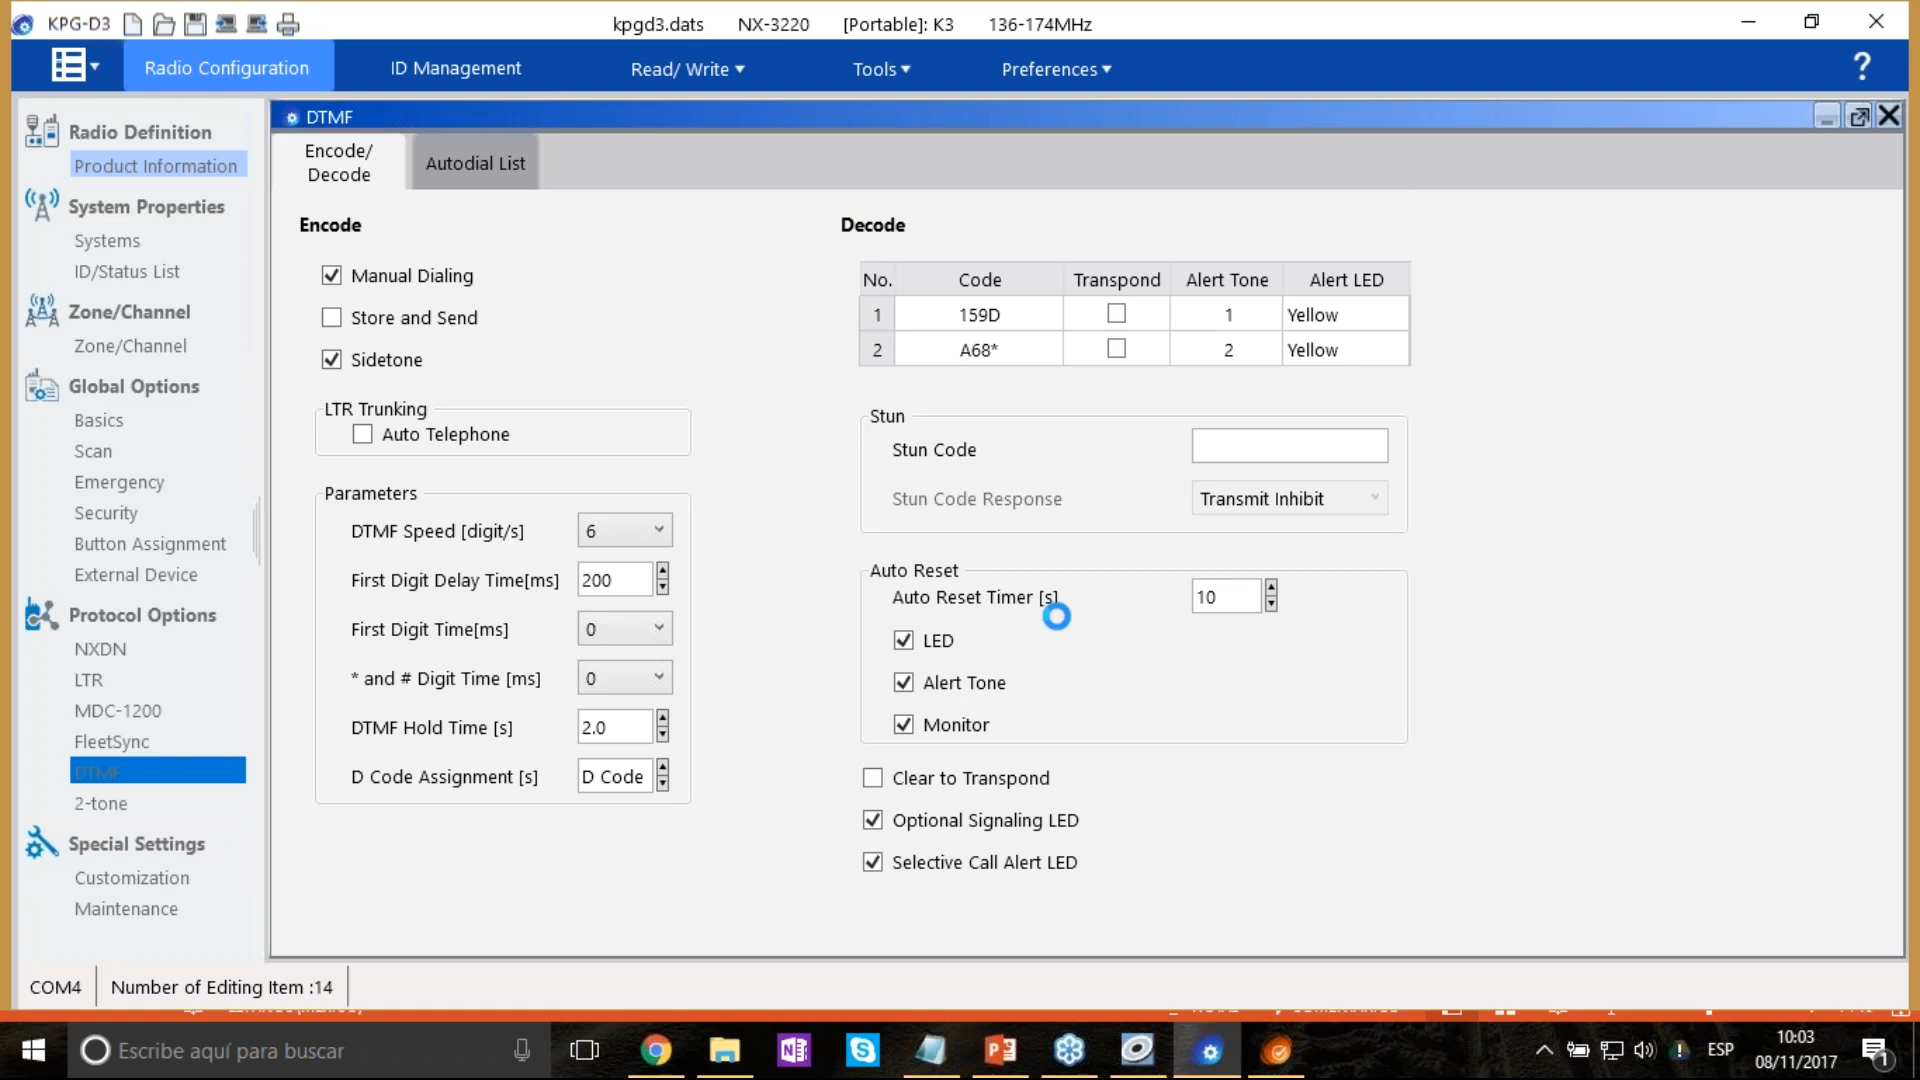 KPG-D3 kpgd3.dats NX-3220 [Portable]: K3 136-174MHz
Radio Configuration ID Management Read/ Write Tools Preferences ?
Radio Definition
Product Information
System Properties
Systems
ID/Status List
Zone/Channel
Zone/Channel
Global Options
Basics
Scan
Emergency
Security
Button Assignment
External Device
Protocol Options
NXDN
LTR
MDC-1200
FleetSync
DTMF
2-tone
Special Settings
Customization
Maintenance
DTMF
Encode/
Decode
Autodial List
Encode
Manual Dialing
Store and Send
Sidetone
LTR Trunking
Auto Telephone
Parameters
DTMF Speed [digit/s] 6
First Digit Delay Time[ms] 200
First Digit Time[ms] 0
* and # Digit Time [ms] 0
DTMF Hold Time [s] 2.0
D Code Assignment [s] D Code
Decode
No. Code Transpond Alert Tone Alert LED
1 159D 1 Yellow
2 A68* 2 Yellow
Stun
Stun Code
Stun Code Response Transmit Inhibit
Auto Reset
Auto Reset Timer [s] 10
LED
Alert Tone
Monitor
Clear to Transpond
Optional Signaling LED
Selective Call Alert LED
COM4 Number of Editing Item :14
Escribe aquí para buscar
ESP
10:03
08/11/2017
1